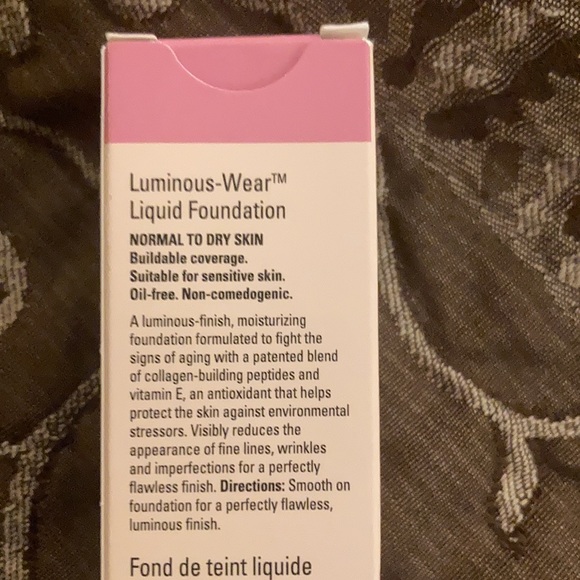 Luminous-Wear™
Liquid Foundation
NORMAL TO DRY SKIN
Buildable coverage.
Suitable for sensitive skin.
Oil-free. Non-comedogenic.
A luminous-finish, moisturizing
foundation formulated to fight the
signs of aging with a patented blend
of collagen-building peptides and
vitamin E, an antioxidant that helps
protect the skin against environmental
stressors. Visibly reduces the
appearance of fine lines, wrinkles
and imperfections for a perfectly
flawless finish. Directions: Smooth on
foundation for a perfectly flawless,
luminous finish.
Fond de teint liquide